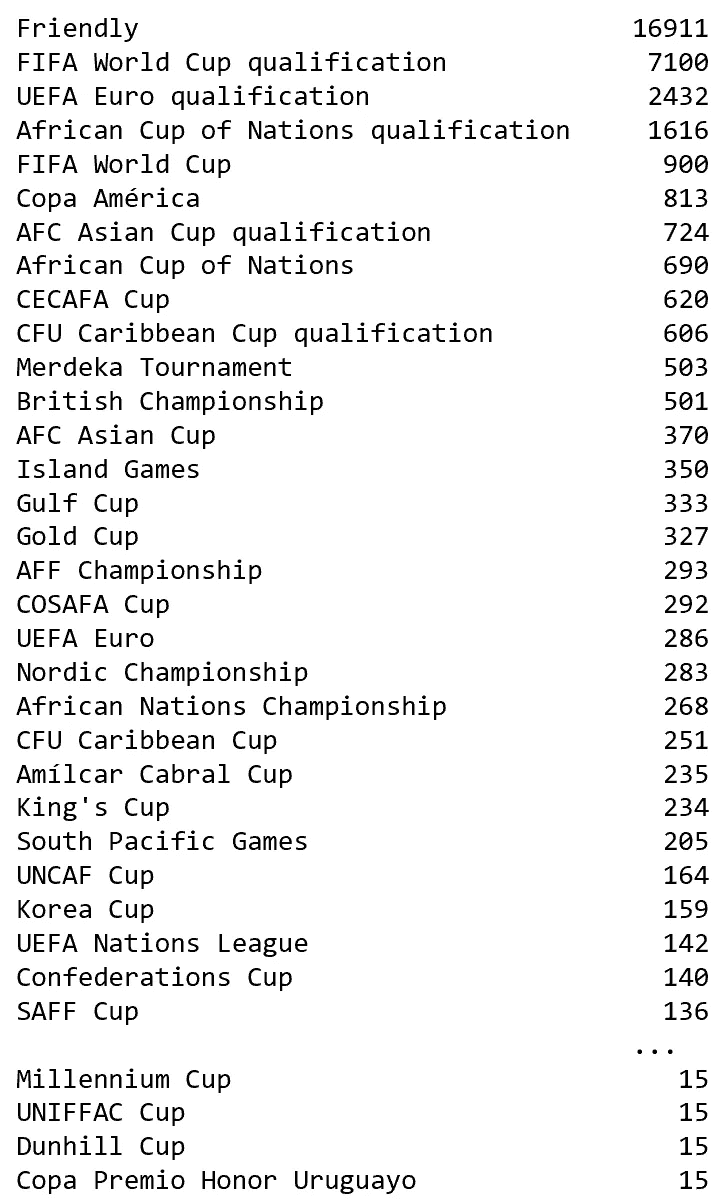 Friendly 16911
FIFA World Cup qualification 7100
UEFA Euro qualification 2432
African Cup of Nations qualification 1616
FIFA World Cup 900
Copa América 813
AFC Asian Cup qualification 724
African Cup of Nations 690
CECAFA Cup 620
CFU Caribbean Cup qualification 606
Merdeka Tournament 503
British Championship 501
AFC Asian Cup 370
Island Games 350
Gulf Cup 333
Gold Cup 327
AFF Championship 293
COSAFA Cup 292
UEFA Euro 286
Nordic Championship 283
African Nations Championship 268
CFU Caribbean Cup 251
Amílcar Cabral Cup 235
King's Cup 234
South Pacific Games 205
UNCAF Cup 164
Korea Cup 159
UEFA Nations League 142
Confederations Cup 140
SAFF Cup 136
...
Millennium Cup 15
UNIFFAC Cup 15
Dunhill Cup 15
Copa Premio Honor Uruguayo 15